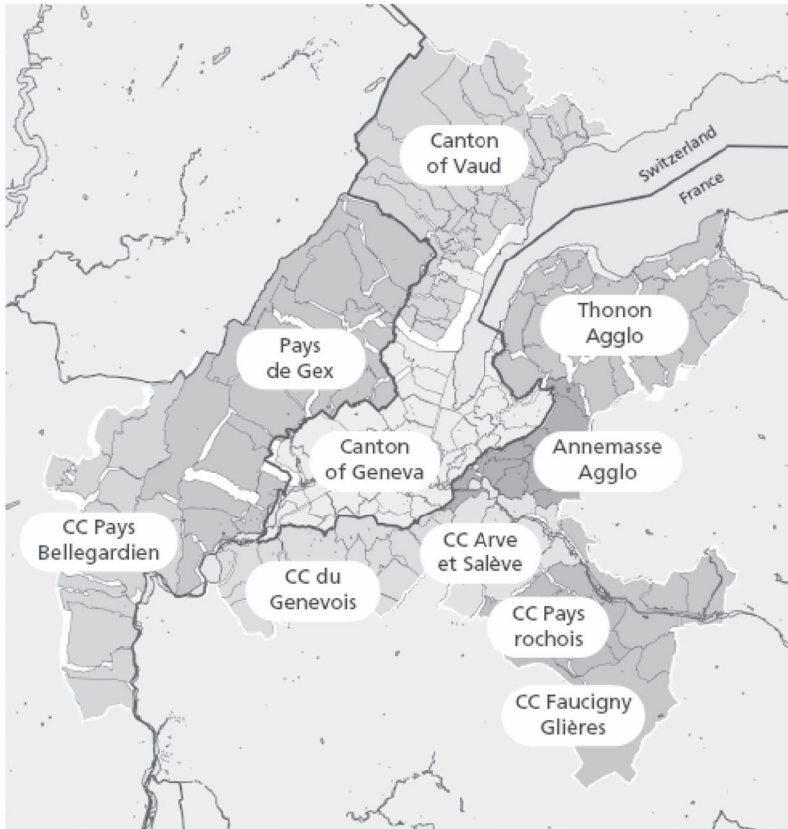 Canton
of Vaud
Switzerland
France
Thonon
Agglo
Pays
de Gex
Canton
of Geneva
Annemasse
Agglo
CC Pays
Bellegardien
CC Arve
et Salève
CC du
Genevois
CC Pays
rochois
CC Faucigny
Glières